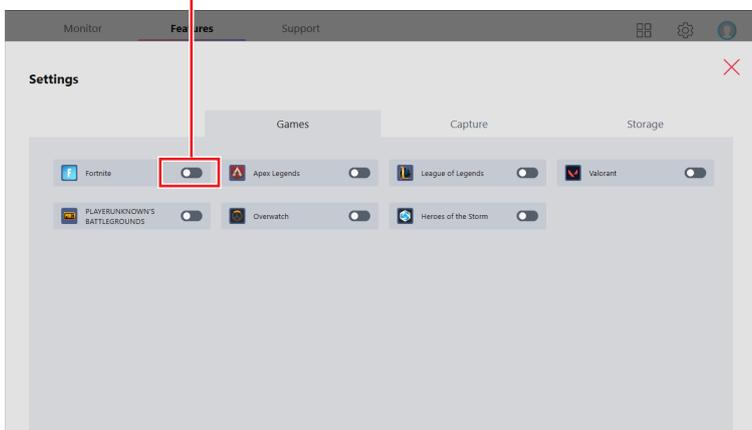 Monitor Features Support
Settings
Games Capture Storage
Fortnite Apex Legends League of Legends Valorant
PLAYERUNKNOWN'S
BATTLEGROUNDS Overwatch Heroes of the Storm